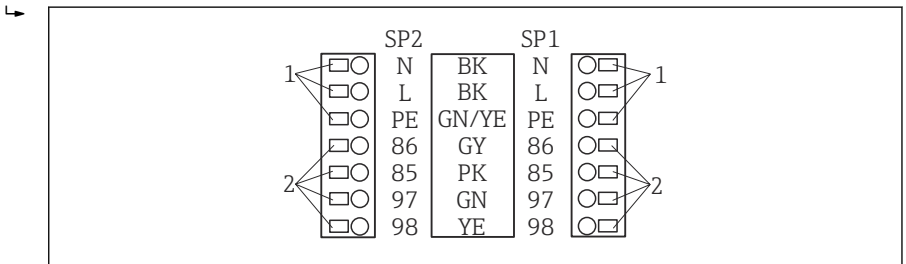 SP2 SP1
1 N BK N 1
L BK L
PE GN/YE PE
86 GY 86
85 PK 85
2 97 GN 97 2
98 YE 98